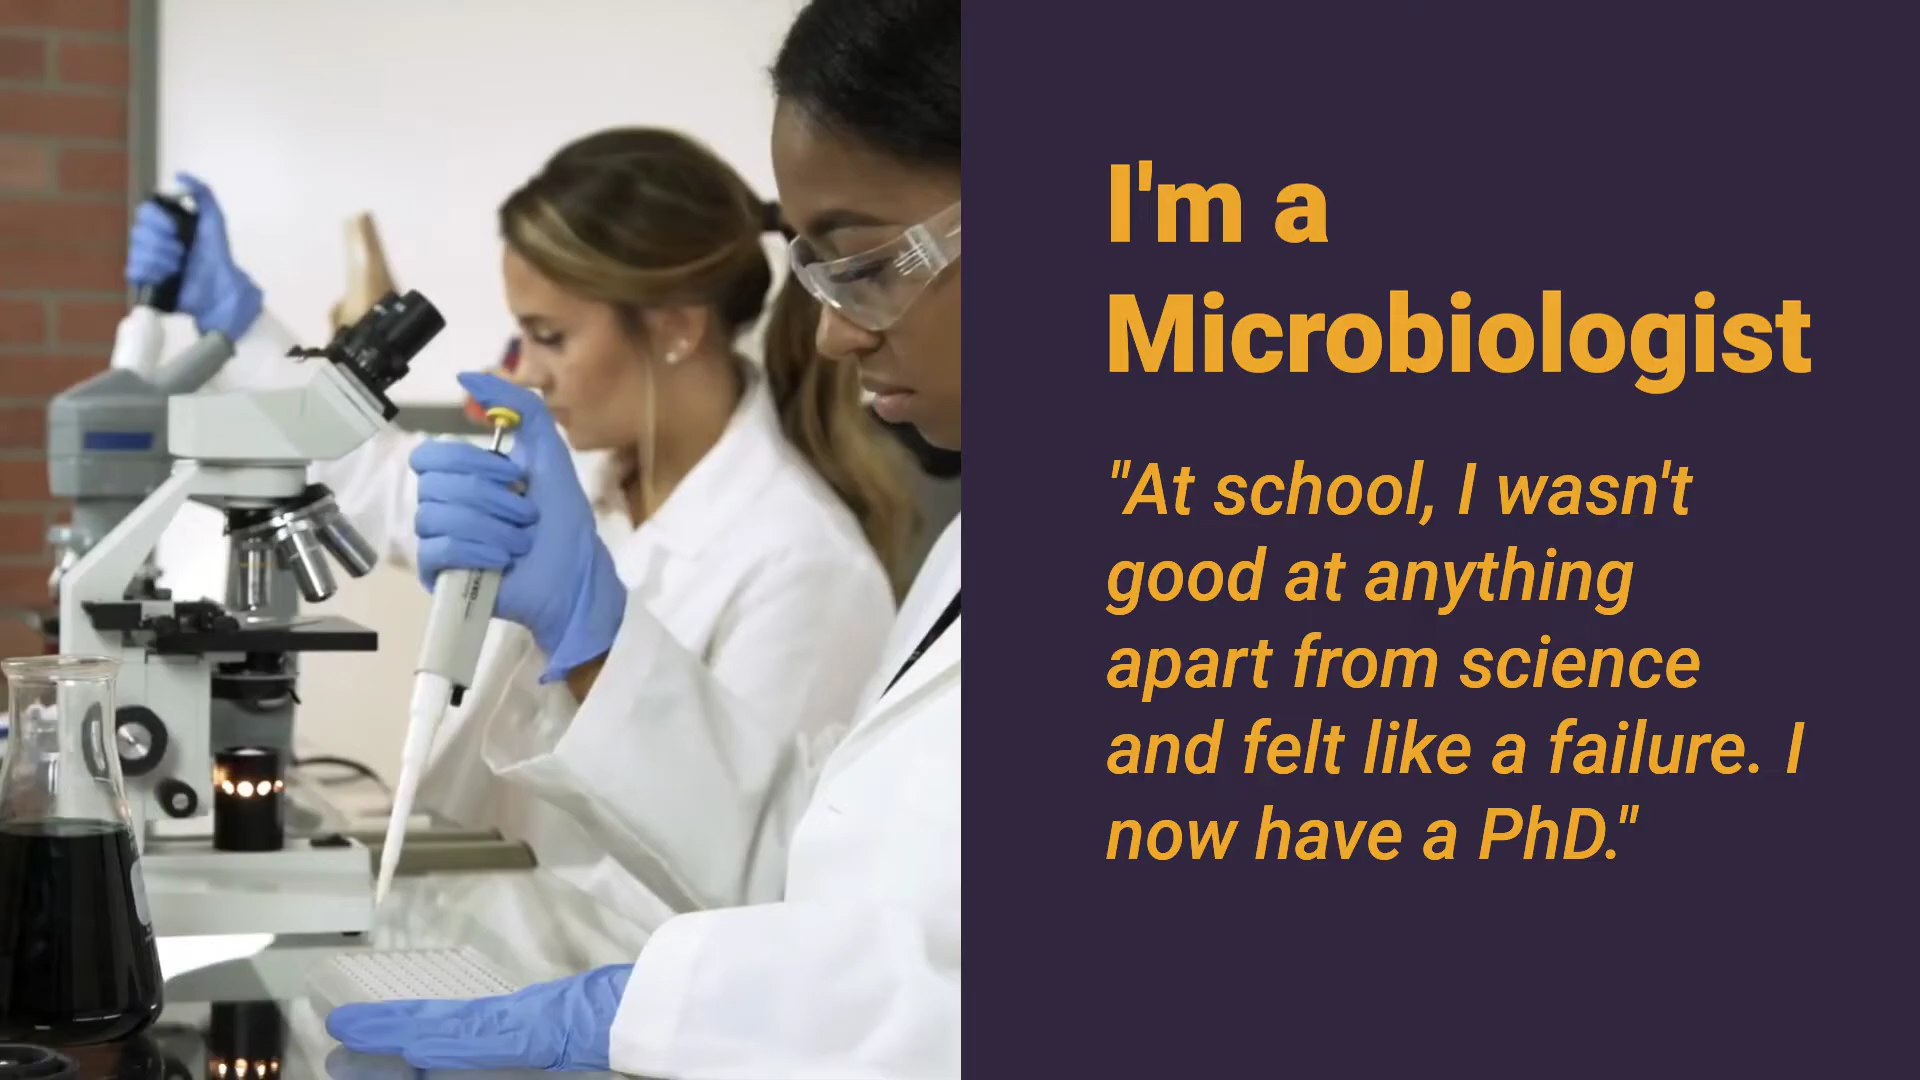 I'm a
Microbiologist
"At school, I wasn't
good at anything
apart from science
and felt like a failure. I
now have a PhD."